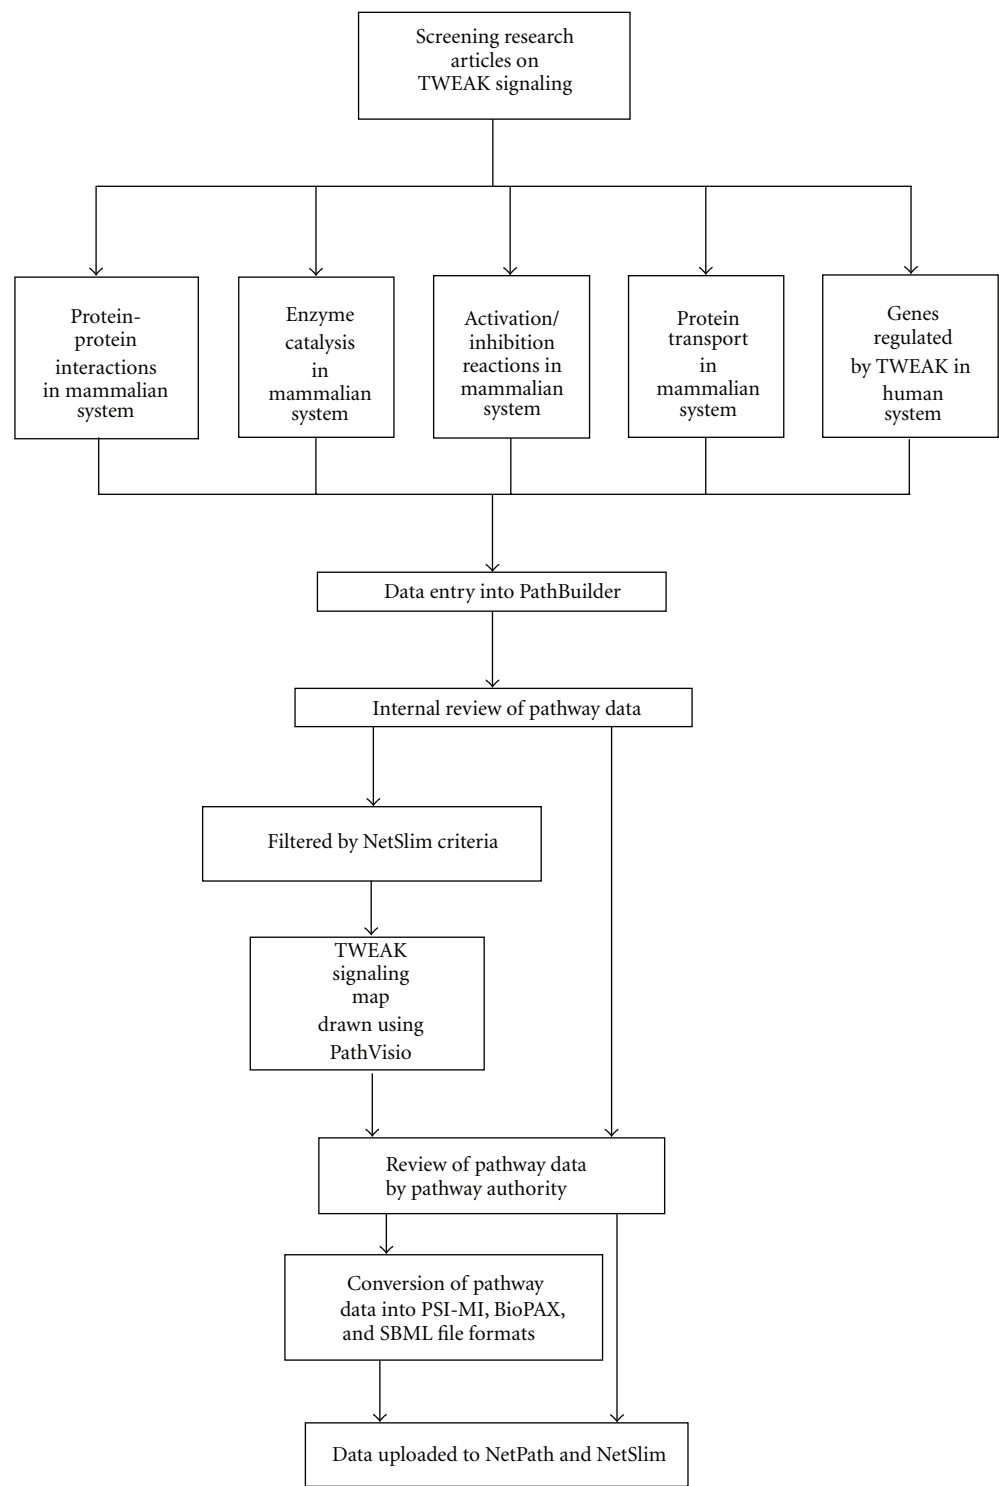 Screening research
articles on
TWEAK signaling
Protein-
protein
interactions
in mammalian
system
Enzyme
catalysis
in
mammalian
system
Activation/
inhibition
reactions in
mammalian
system
Protein
transport
in
mammalian
system
Genes
regulated
by TWEAK in
human
system
Data entry into PathBuilder
Internal review of pathway data
Filtered by NetSlim criteria
TWEAK
signaling
map
drawn using
PathVisio
Review of pathway data
by pathway authority
Conversion of pathway
data into PSI-MI, BioPAX,
and SBML file formats
Data uploaded to NetPath and NetSlim